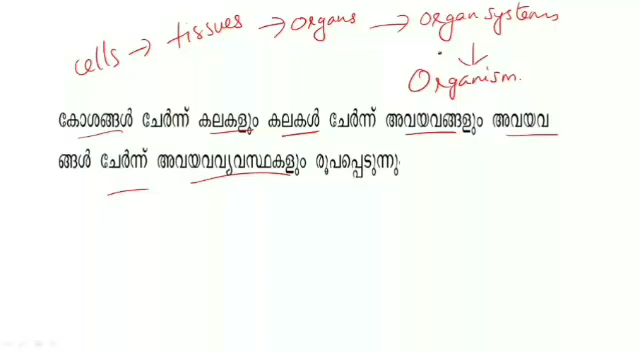 cells → tissues → organs → organ systems
↓
Organism.
കോശങ്ങൾ ചേർന്ന് കലകളും കലകൾ ചേർന്ന് അവയവങ്ങളും അവയവ
ങ്ങൾ ചേർന്ന് അവയവവ്യവസ്ഥകളും രൂപപ്പെടുന്നു.